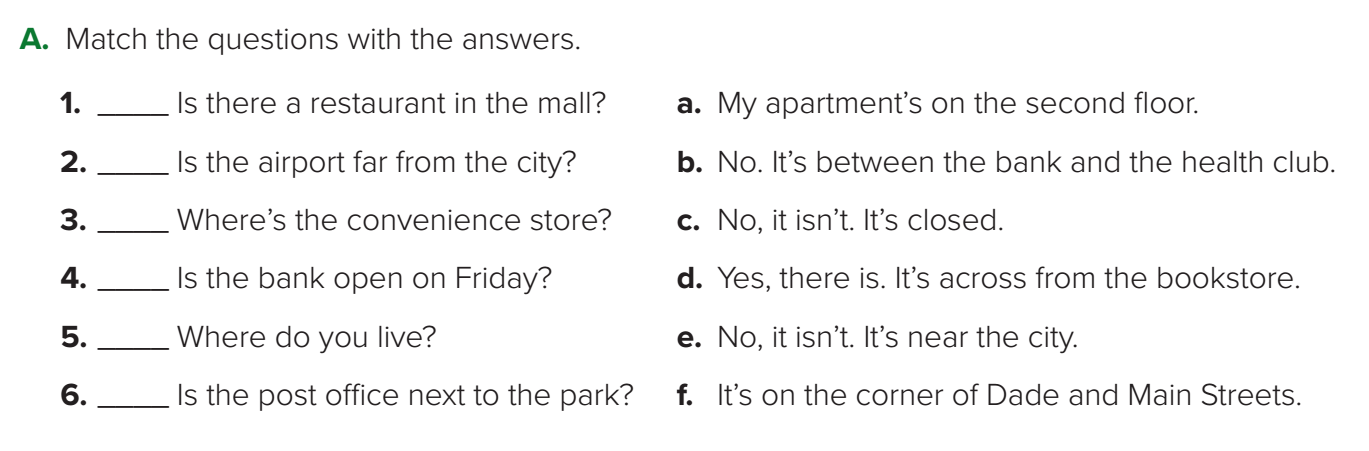 A. Match the questions with the answers.
1. _____ Is there a restaurant in the mall? a. My apartment’s on the second floor.
2. _____ Is the airport far from the city? b. No. It’s between the bank and the health club.
3. _____ Where’s the convenience store? c. No, it isn’t. It’s closed.
4. _____ Is the bank open on Friday? d. Yes, there is. It’s across from the bookstore.
5. _____ Where do you live? e. No, it isn’t. It’s near the city.
6. _____ Is the post office next to the park? f. It’s on the corner of Dade and Main Streets.